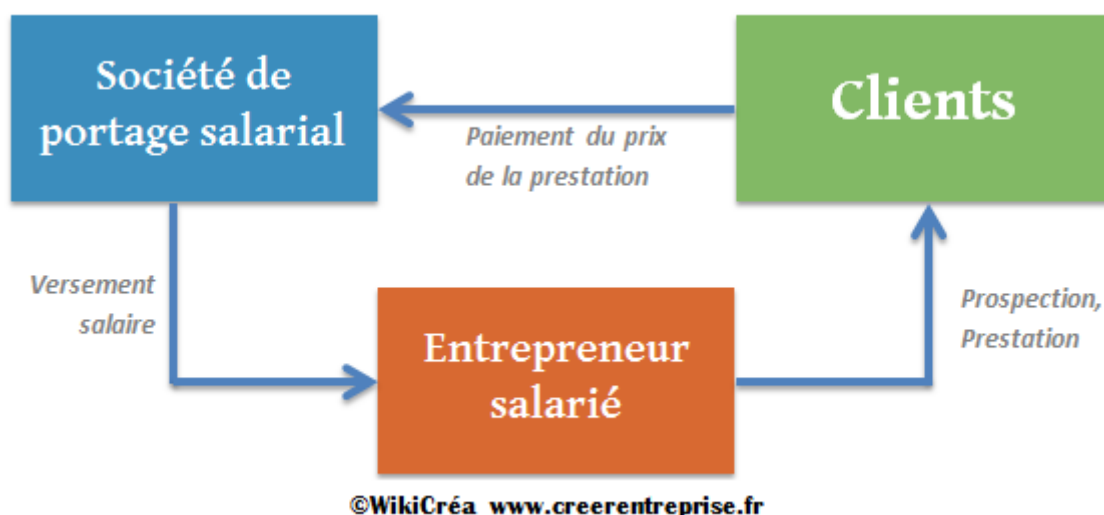 Société de
portage salarial
Clients
Paiement du prix
de la prestation
Versement
salaire
Prospection,
Prestation
Entrepreneur
salarié
©WikiCréa www.creerentreprise.fr